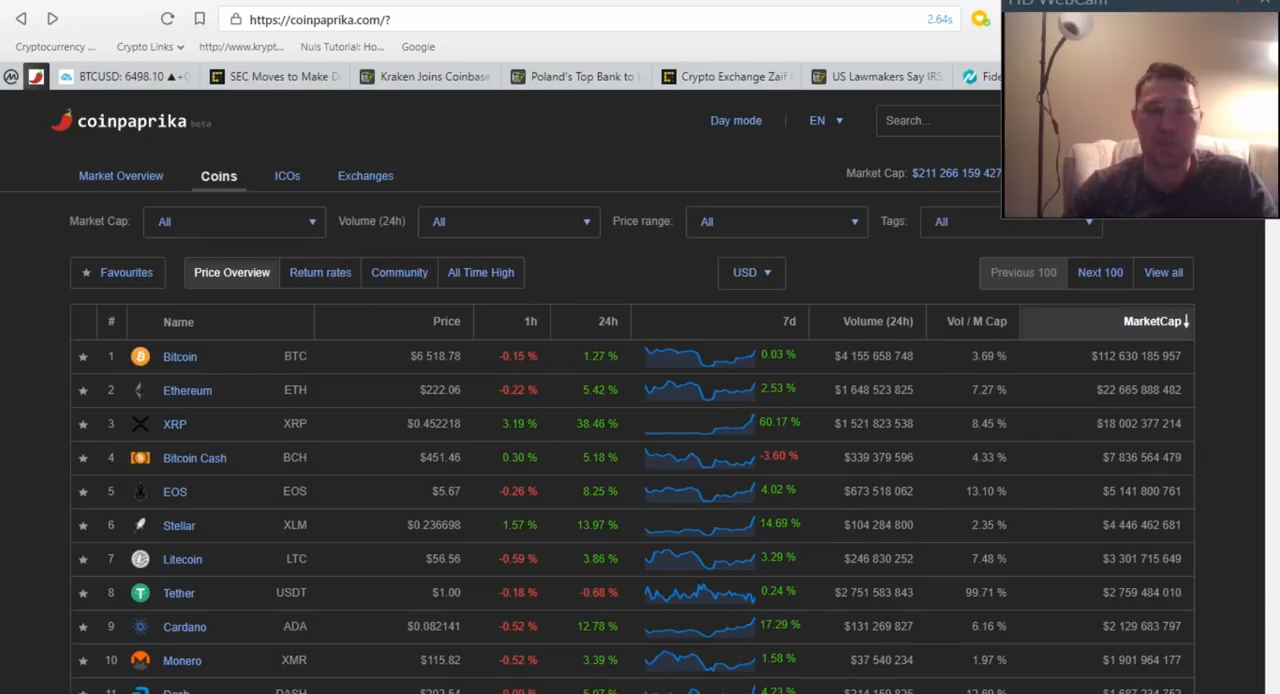 HD WebCam
https://coinpaprika.com/?
2.64s
Cryptocurrency ...
Crypto Links
http://www.krypt...
Nuls Tutorial: Ho...
Google
BTCUSD: 6498.10 ▲+0
SEC Moves to Make D
Kraken Joins Coinbase
Poland's Top Bank to L
Crypto Exchange Zaif
US Lawmakers Say IRS
Fide
coinpaprika beta
Day mode
EN
Search...
Market Overview
Coins
ICOs
Exchanges
Market Cap: $211 266 159 427
Market Cap: All
Volume (24h) All
Price range: All
Tags: All
★ Favourites
Price Overview
Return rates
Community
All Time High
USD
Previous 100
Next 100
View all
# Name Price 1h 24h 7d Volume (24h) Vol / M Cap MarketCap↓
1 Bitcoin BTC $6 518.78 -0.15 % 1.27 % 0.03 % $4 155 658 748 3.69 % $112 630 185 957
2 Ethereum ETH $222.06 -0.22 % 5.42 % 2.53 % $1 648 523 825 7.27 % $22 665 888 482
3 XRP XRP $0.452218 3.19 % 38.46 % 60.17 % $1 521 823 538 8.45 % $18 002 377 214
4 Bitcoin Cash BCH $451.46 0.30 % 5.18 % -3.60 % $339 379 596 4.33 % $7 836 564 479
5 EOS EOS $5.67 -0.26 % 8.25 % 4.02 % $673 518 062 13.10 % $5 141 800 761
6 Stellar XLM $0.236698 1.57 % 13.97 % 14.69 % $104 284 800 2.35 % $4 446 462 681
7 Litecoin LTC $56.56 -0.59 % 3.86 % 3.29 % $246 830 252 7.48 % $3 301 715 649
8 Tether USDT $1.00 -0.18 % -0.68 % 0.24 % $2 751 583 843 99.71 % $2 759 484 010
9 Cardano ADA $0.082141 -0.52 % 12.78 % 17.29 % $131 269 827 6.16 % $2 129 683 797
10 Monero XMR $115.82 -0.52 % 3.39 % 1.58 % $37 540 234 1.97 % $1 901 964 177
11 Dash DASH 4.23 %